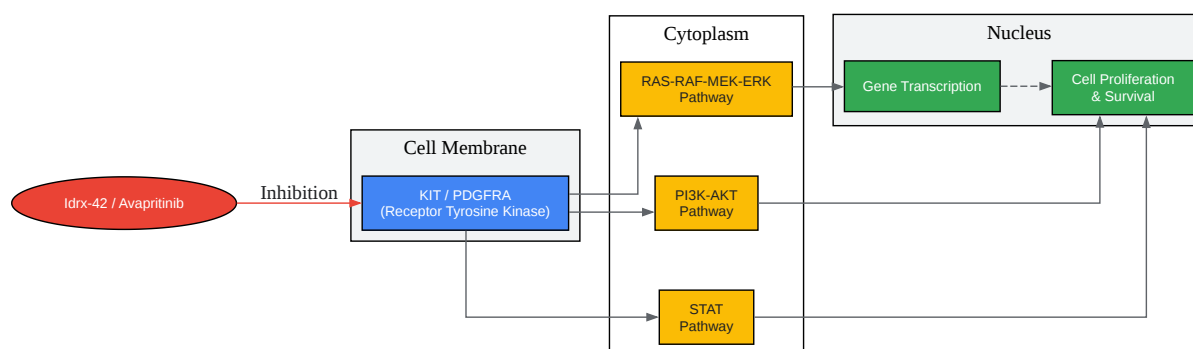 Cytoplasm
Nucleus
RAS-RAF-MEK-ERK
Pathway
Gene Transcription
Cell Proliferation
& Survival
Cell Membrane
Idrx-42 / Avapritinib
Inhibition
KIT / PDGFRA
(Receptor Tyrosine Kinase)
PI3K-AKT
Pathway
STAT
Pathway